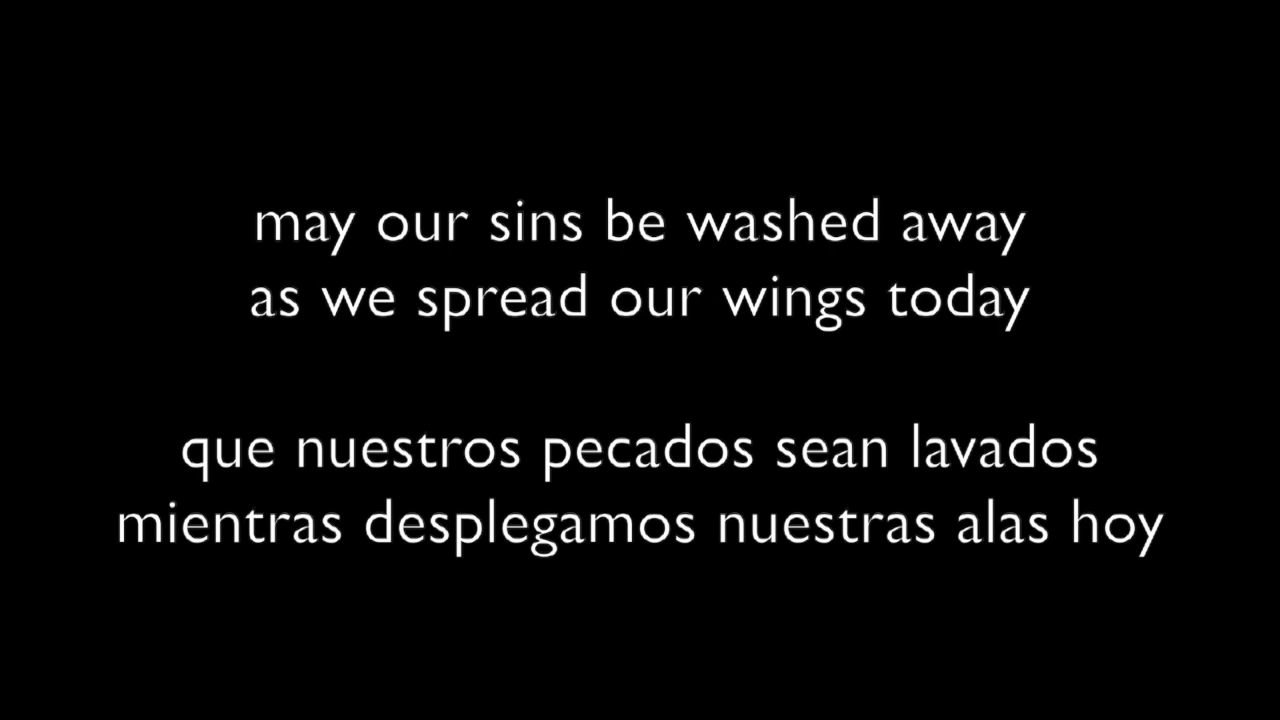 may our sins be washed away
as we spread our wings today
que nuestros pecados sean lavados
mientras desplegamos nuestras alas hoy